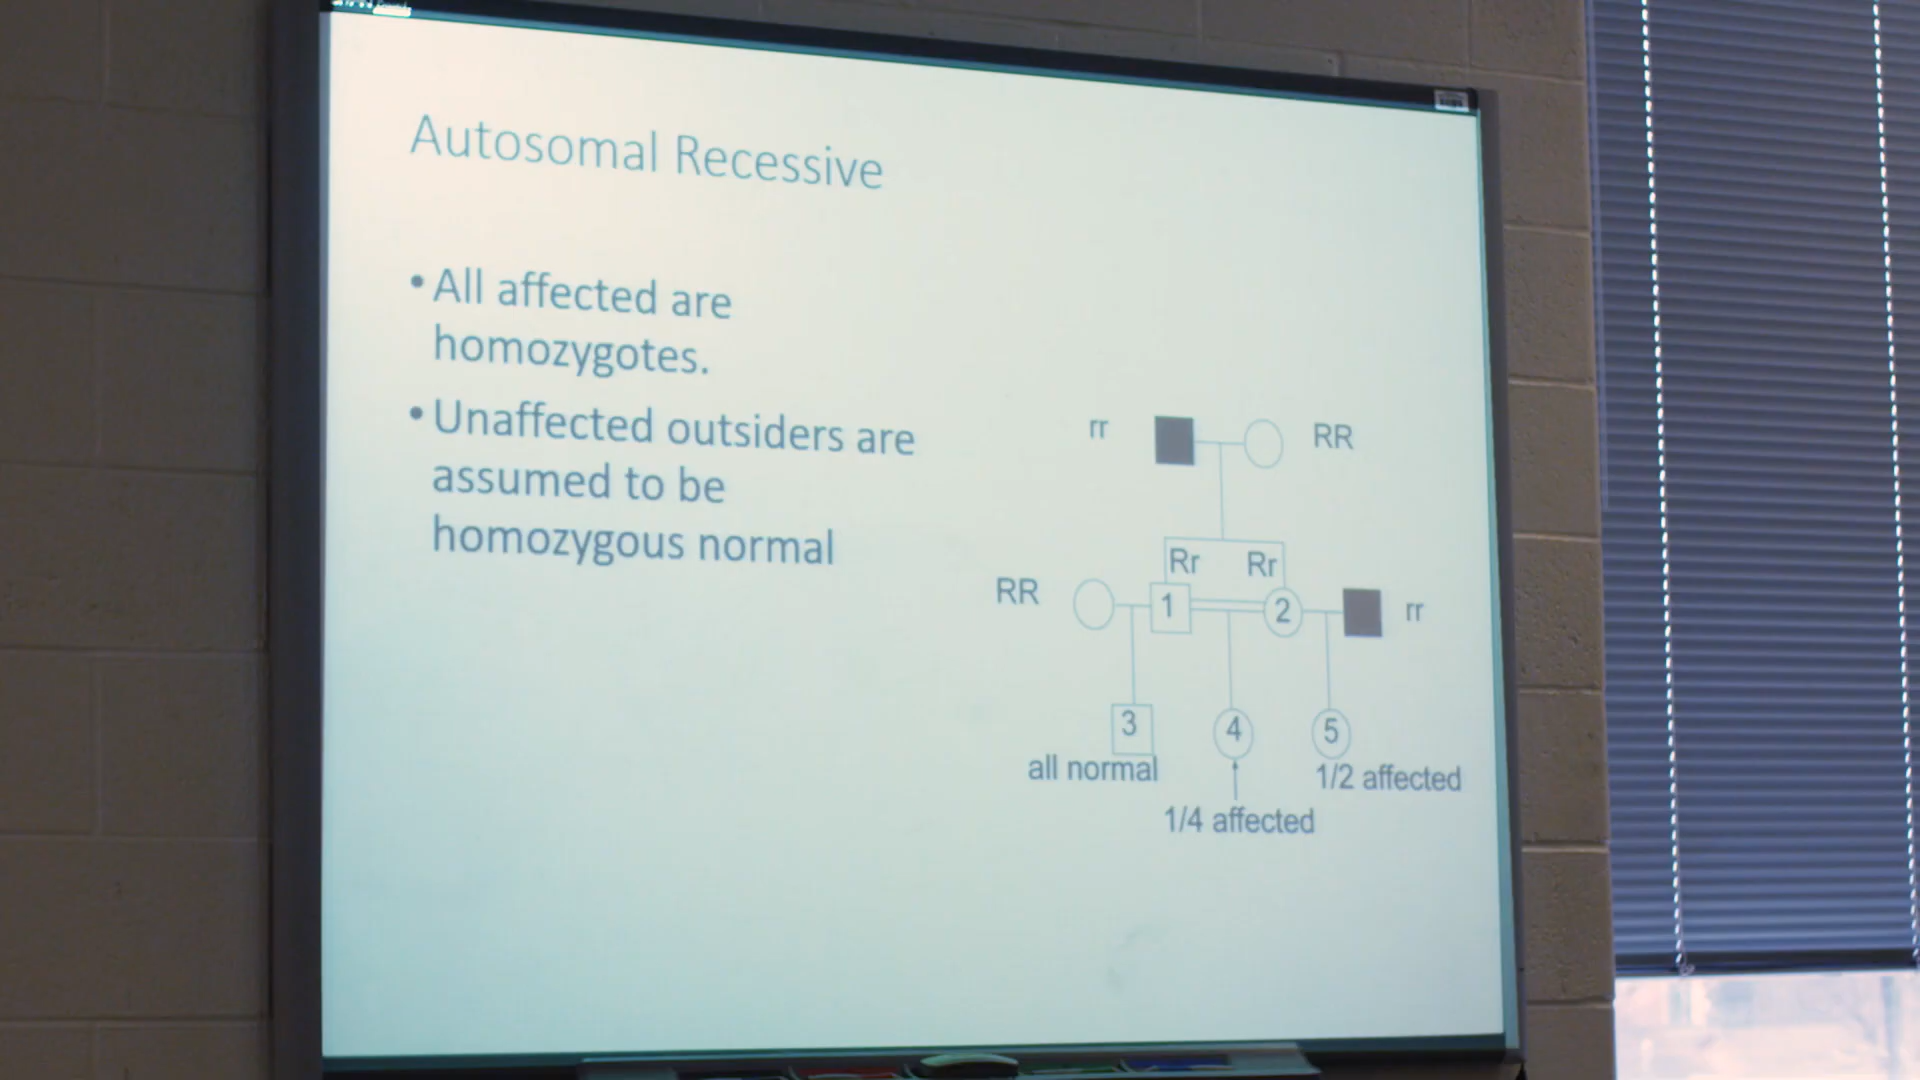 Autosomal Recessive
• All affected are
homozygotes.
• Unaffected outsiders are
assumed to be
homozygous normal
rr
RR
Rr Rr
RR
1
2
rr
3
4
5
all normal
1/4 affected
1/2 affected